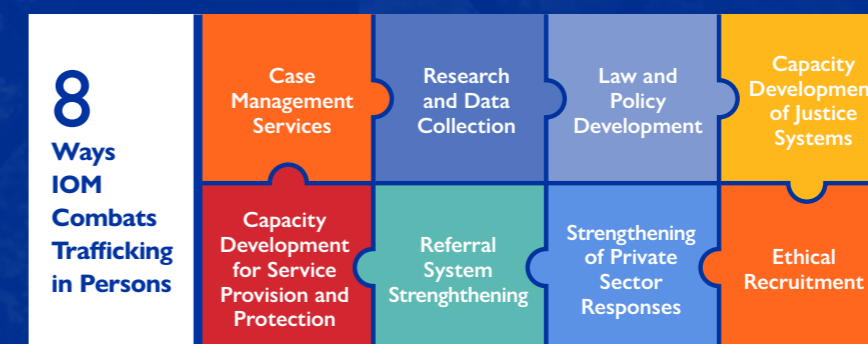 8
Ways
IOM
Combats
Trafficking
in Persons
Case
Management
Services
Research
and Data
Collection
Law and
Policy
Development
Capacity
Developmen
of Justice
Systems
Capacity
Development
for Service
Provision and
Protection
Referral
System
Strenghthening
Strengthening
of Private
Sector
Responses
Ethical
Recruitment